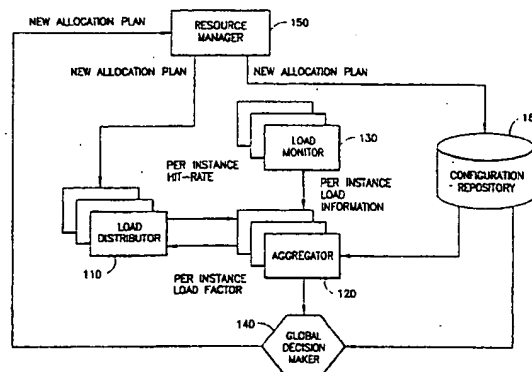 NEW ALLOCATION PLAN
RESOURCE
MANAGER
150
NEW ALLOCATION PLAN
NEW ALLOCATION PLAN
LOAD
MONITOR
130
CONFIGURATION
REPOSITORY
PER INSTANCE
HIT-RATE
PER INSTANCE
LOAD
INFORMATION
LOAD
DISTRIBUTOR
110
AGGREGATOR
120
PER INSTANCE
LOAD FACTOR
140
GLOBAL
DECISION
MAKER